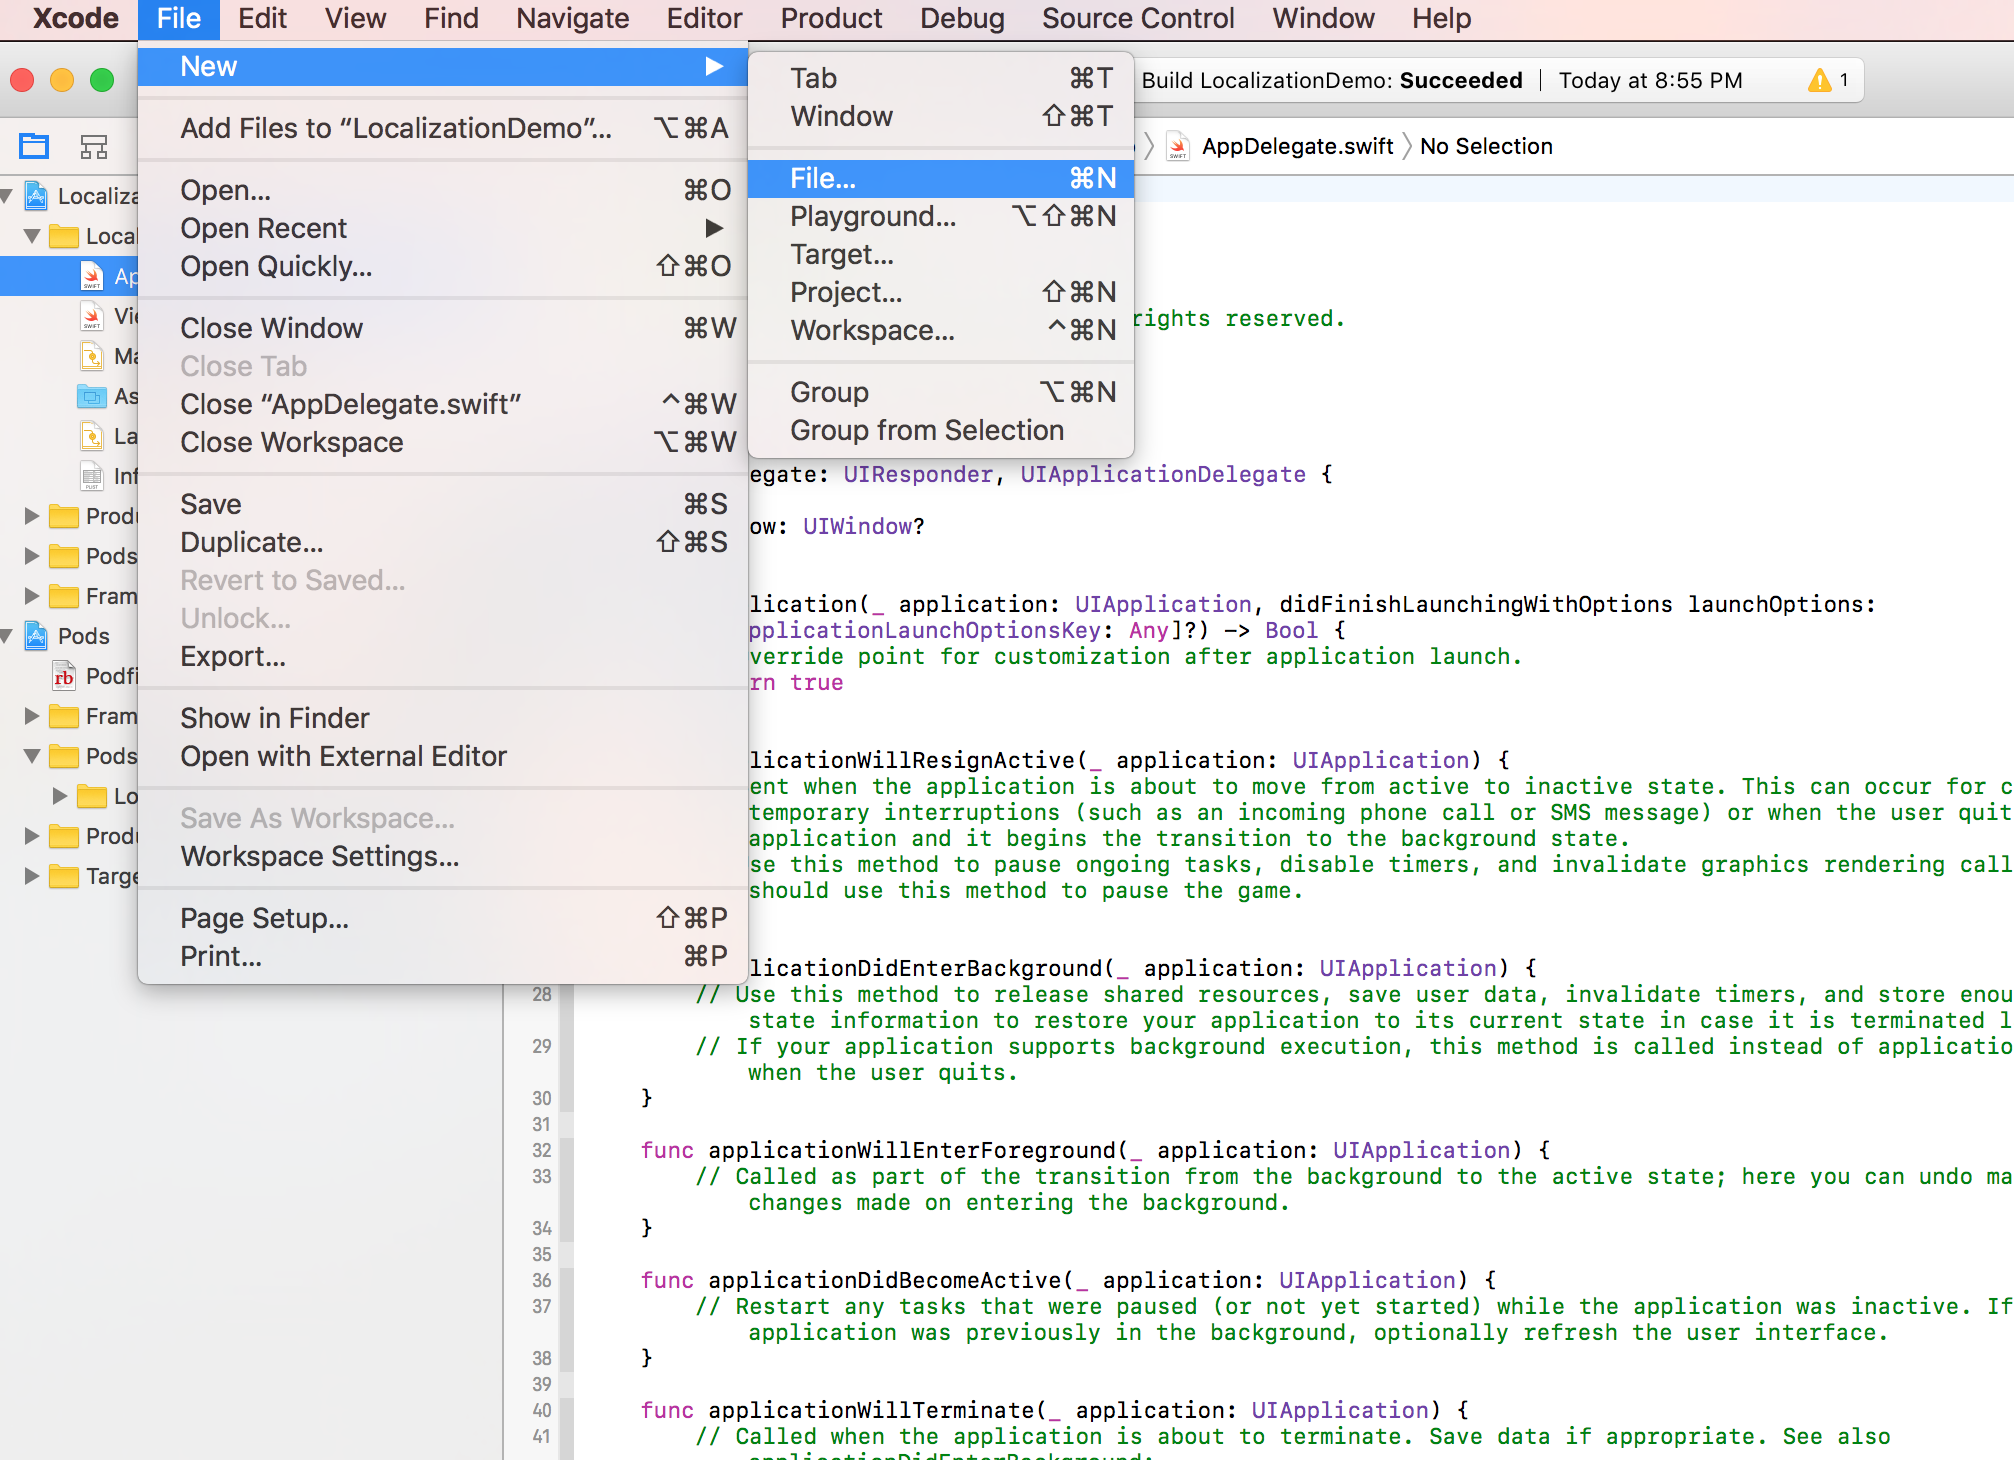 Xcode File Edit View Find Navigate Editor Product Debug Source Control Window Help
Build LocalizationDemo: Succeeded | Today at 8:55 PM 1
AppDelegate.swift No Selection
New
Add Files to “LocalizationDemo”... ⌥⌘A
Open... ⌘O
Open Recent
Open Quickly... ⇧⌘O
Close Window ⌘W
Close Tab
Close “AppDelegate.swift” ^⌘W
Close Workspace ⌥⌘W
Save ⌘S
Duplicate... ⇧⌘S
Revert to Saved...
Unlock...
Export...
Show in Finder
Open with External Editor
Save As Workspace...
Workspace Settings...
Page Setup... ⇧⌘P
Print... ⌘P
Tab ⌘T
Window ⇧⌘T
File... ⌘N
Playground... ⌥⇧⌘N
Target...
Project... ⇧⌘N
Workspace... ^⌘N
Group ⌥⌘N
Group from Selection
Localiza
Local
Ap
Vie
Ma
As
La
Inf
Produ
Pods
Fram
Pods
Podfi
Fram
Pods
Lo
Produ
Targe
rights reserved.
egate: UIResponder, UIApplicationDelegate {
ow: UIWindow?
lication(_ application: UIApplication, didFinishLaunchingWithOptions launchOptions:
pplicationLaunchOptionsKey: Any]?) -> Bool {
verride point for customization after application launch.
rn true
licationWillResignActive(_ application: UIApplication) {
ent when the application is about to move from active to inactive state. This can occur for c
temporary interruptions (such as an incoming phone call or SMS message) or when the user quit
application and it begins the transition to the background state.
se this method to pause ongoing tasks, disable timers, and invalidate graphics rendering call
should use this method to pause the game.
licationDidEnterBackground(_ application: UIApplication) {
28 // Use this method to release shared resources, save user data, invalidate timers, and store enou
state information to restore your application to its current state in case it is terminated l
29 // If your application supports background execution, this method is called instead of applicatio
when the user quits.
30 }
31
32 func applicationWillEnterForeground(_ application: UIApplication) {
33 // Called as part of the transition from the background to the active state; here you can undo ma
changes made on entering the background.
34 }
35
36 func applicationDidBecomeActive(_ application: UIApplication) {
37 // Restart any tasks that were paused (or not yet started) while the application was inactive. If
application was previously in the background, optionally refresh the user interface.
38 }
39
40 func applicationWillTerminate(_ application: UIApplication) {
41 // Called when the application is about to terminate. Save data if appropriate. See also
applicationDidEnterBackground: